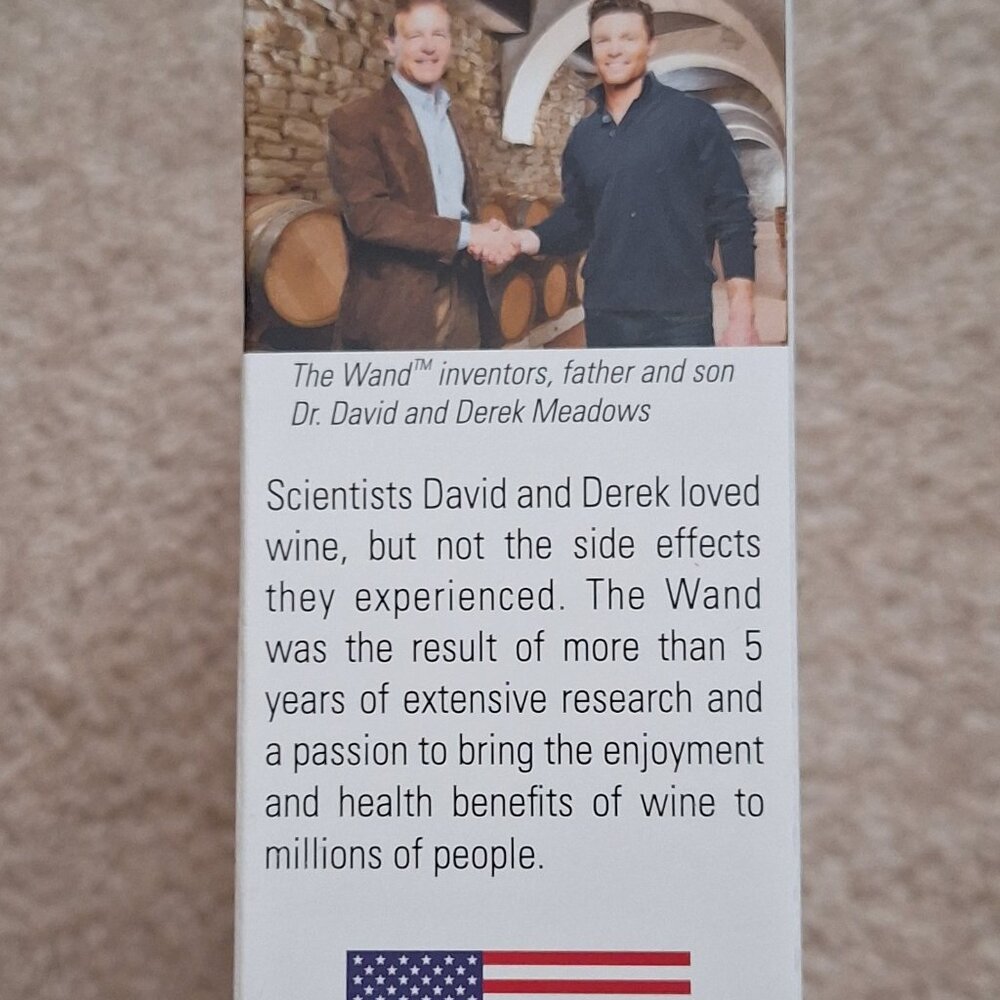 The Wand™ inventors, father and son
Dr. David and Derek Meadows
Scientists David and Derek loved
wine, but not the side effects
they experienced. The Wand
was the result of more than 5
years of extensive research and
a passion to bring the enjoyment
and health benefits of wine to
millions of people.